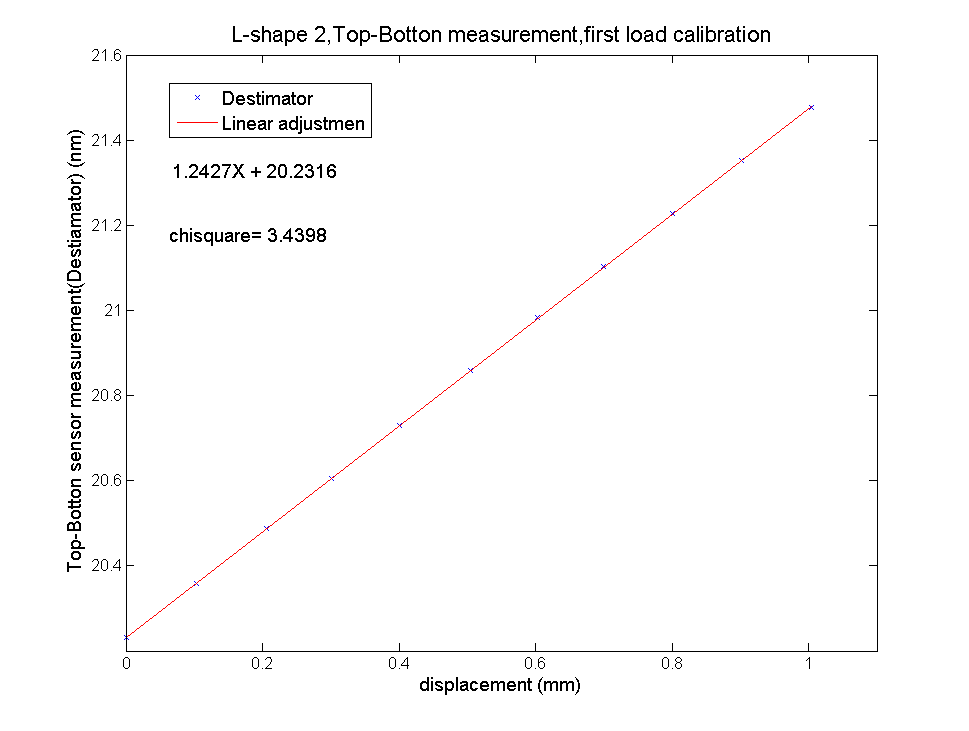 L-shape 2,Top-Botton measurement,first load calibration
21.6
Destimator
Linear adjustmen
21.4
1.2427X + 20.2316
21.2
chisquare= 3.4398
21
20.8
20.6
20.4
Top-Botton sensor measurement(Destiamator) (nm)
0 0.2 0.4 0.6 0.8 1
displacement (mm)